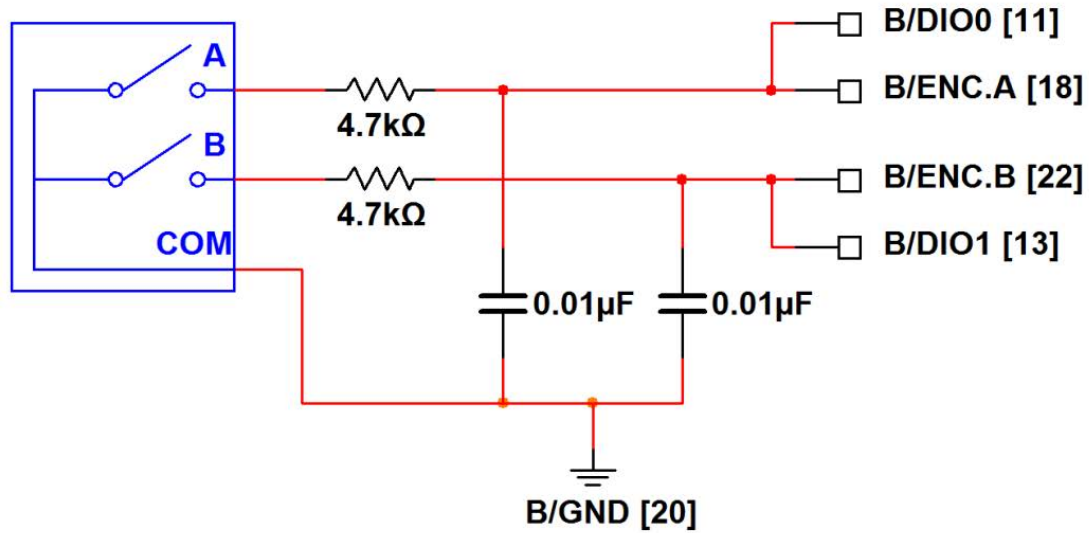 B/DIO0 [11]
A
B/ENC.A [18]
4.7kΩ
B
B/ENC.B [22]
4.7kΩ
COM
B/DIO1 [13]
0.01µF
0.01µF
B/GND [20]